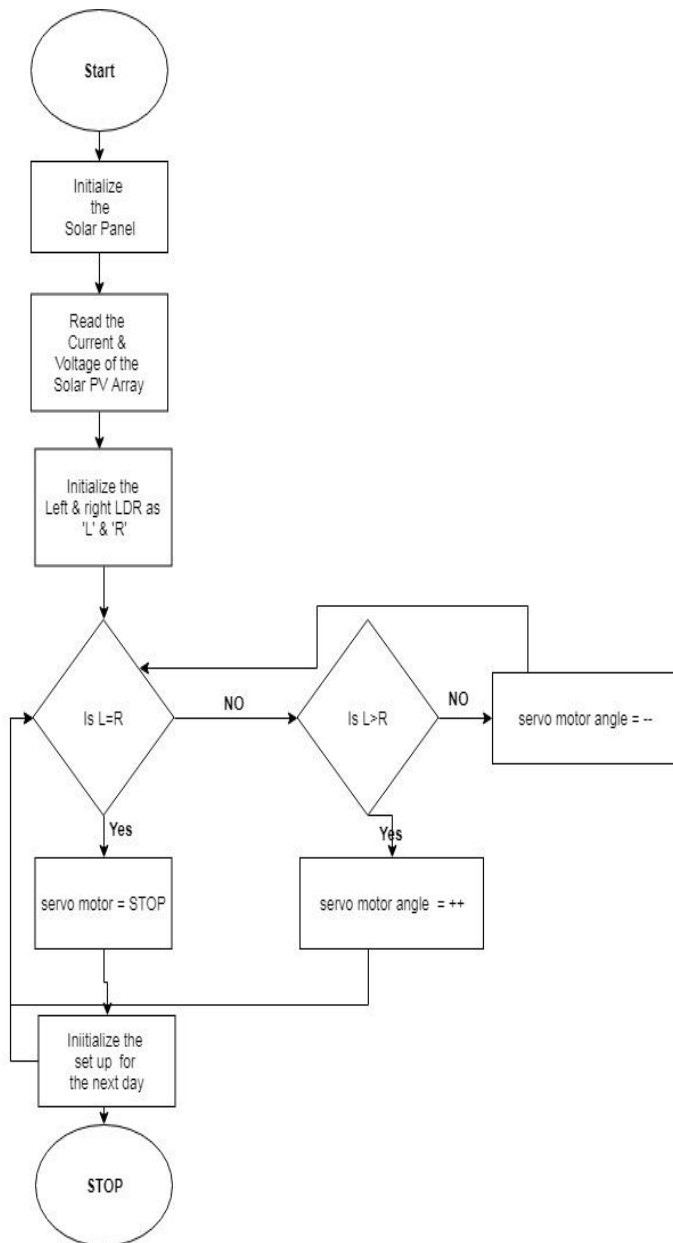 Start
Initialize
the
Solar Panel
Read the
Current &
Voltage of the
Solar PV Array
Initialize the
Left & right LDR as
'L' & 'R'
Is L=R
NO
Is L>R
NO
servo motor angle = --
Yes
Yes
servo motor = STOP
servo motor angle = ++
Iniitialize the
set up for
the next day
STOP